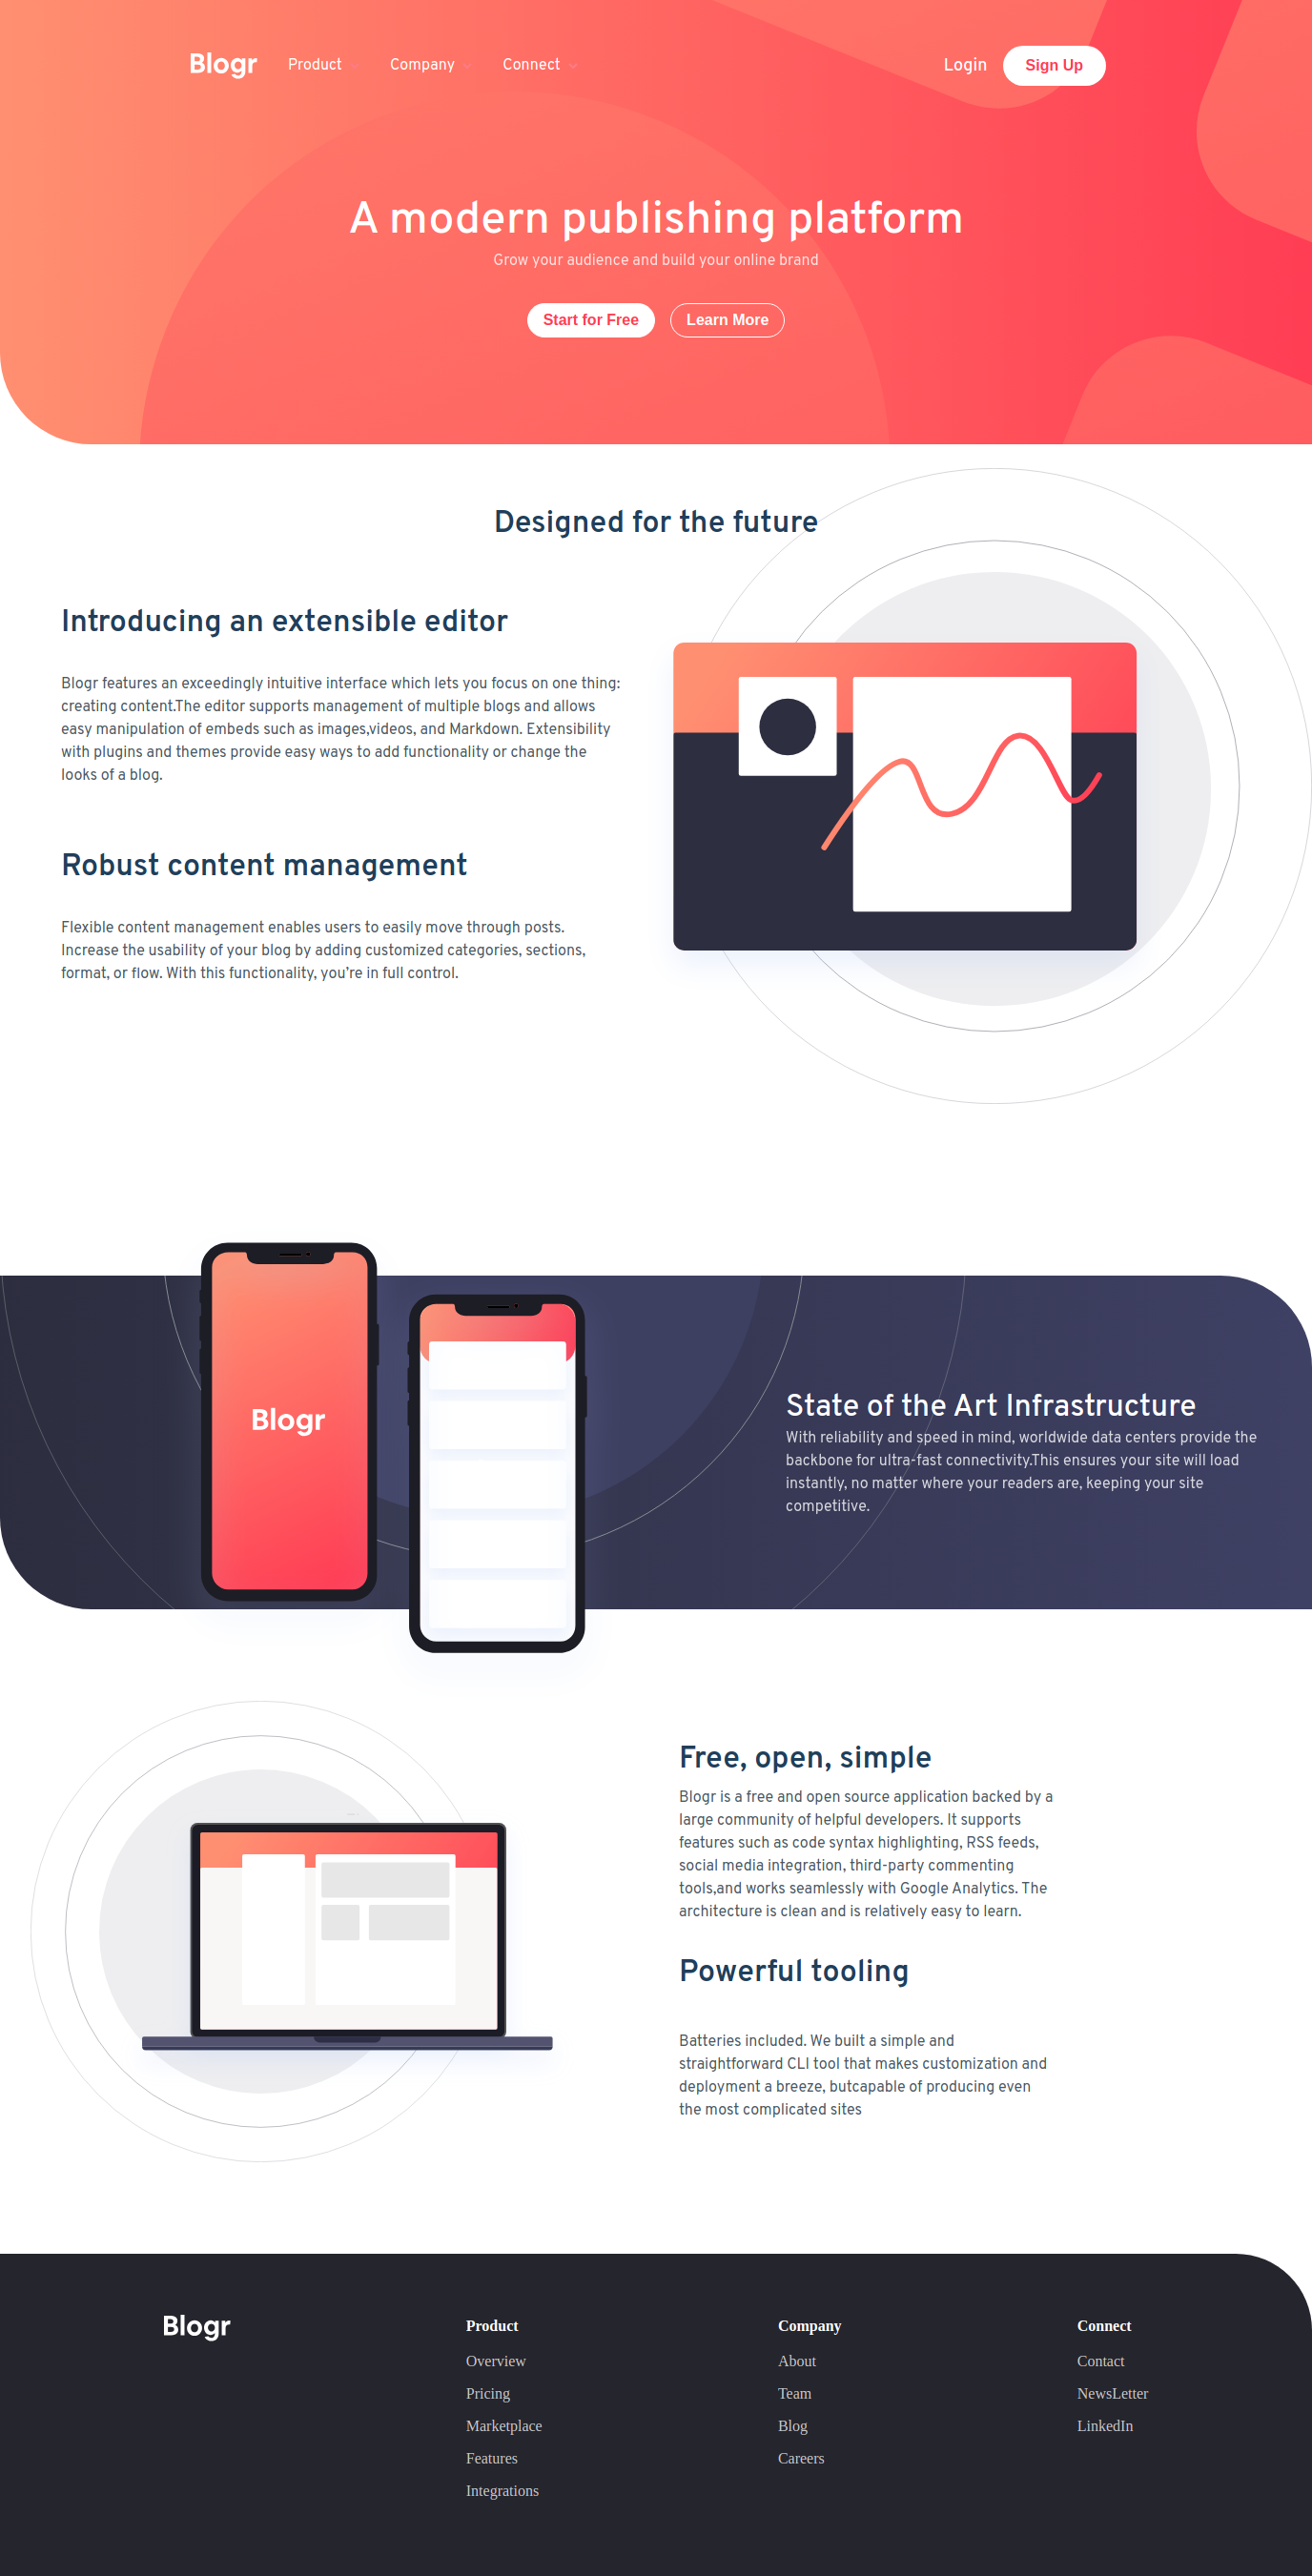 Blogr Product Company Connect Login Sign Up
A modern publishing platform
Grow your audience and build your online brand
Start for Free Learn More
Designed for the future
Introducing an extensible editor
Blogr features an exceedingly intuitive interface which lets you focus on one thing:
creating content.The editor supports management of multiple blogs and allows
easy manipulation of embeds such as images,videos, and Markdown. Extensibility
with plugins and themes provide easy ways to add functionality or change the
looks of a blog.
Robust content management
Flexible content management enables users to easily move through posts.
Increase the usability of your blog by adding customized categories, sections,
format, or flow. With this functionality, you’re in full control.
Blogr
State of the Art Infrastructure
With reliability and speed in mind, worldwide data centers provide the
backbone for ultra-fast connectivity.This ensures your site will load
instantly, no matter where your readers are, keeping your site
competitive.
Free, open, simple
Blogr is a free and open source application backed by a
large community of helpful developers. It supports
features such as code syntax highlighting, RSS feeds,
social media integration, third-party commenting
tools,and works seamlessly with Google Analytics. The
architecture is clean and is relatively easy to learn.
Powerful tooling
Batteries included. We built a simple and
straightforward CLI tool that makes customization and
deployment a breeze, butcapable of producing even
the most complicated sites
Blogr
Product
Overview
Pricing
Marketplace
Features
Integrations
Company
About
Team
Blog
Careers
Connect
Contact
NewsLetter
LinkedIn